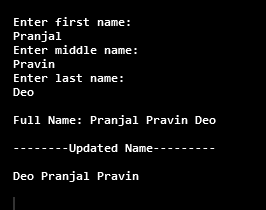 Enter first name:
Pranjal
Enter middle name:
Pravin
Enter last name:
Deo
Full Name: Pranjal Pravin Deo
--------Updated Name---------
Deo Pranjal Pravin